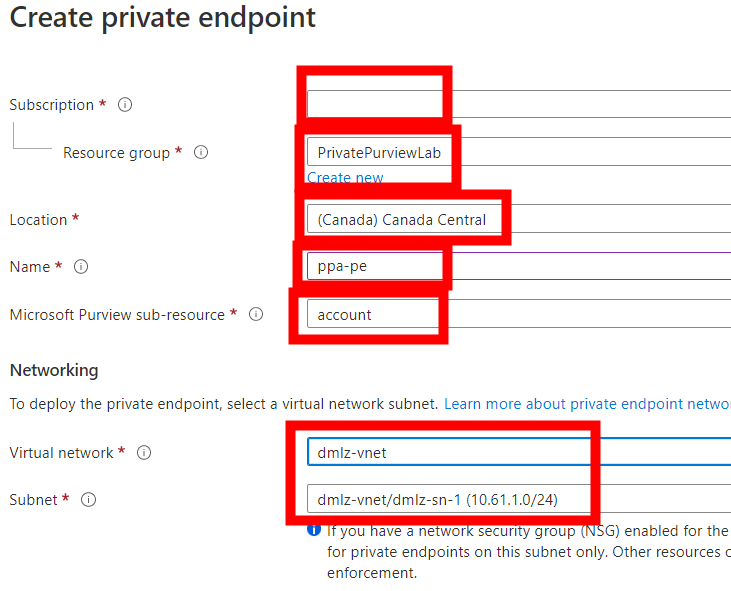 Create private endpoint
Subscription *
Resource group *
PrivatePurviewLab
Create new
Location *
(Canada) Canada Central
Name *
ppa-pe
Microsoft Purview sub-resource *
account
Networking
To deploy the private endpoint, select a virtual network subnet. Learn more about private endpoint netwo
Virtual network *
dmlz-vnet
Subnet *
dmlz-vnet/dmlz-sn-1 (10.61.1.0/24)
If you have a network security group (NSG) enabled for the
for private endpoints on this subnet only. Other resources o
enforcement.